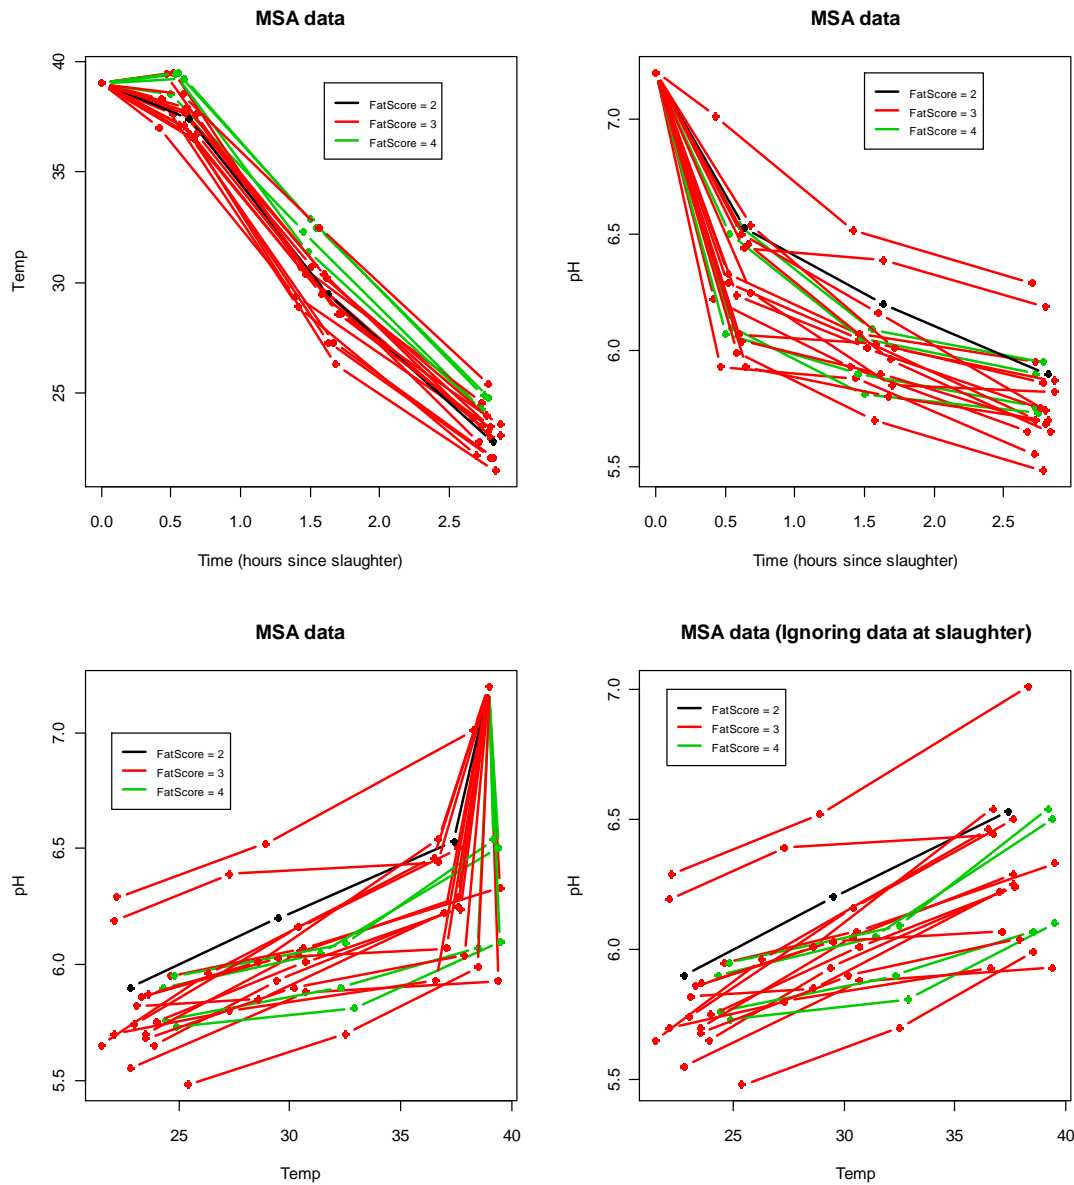 MSA data
Temp
40
35
30
25
FatScore = 2
FatScore = 3
FatScore = 4
0.0 0.5 1.0 1.5 2.0 2.5
Time (hours since slaughter)
MSA data
pH
7.0
6.5
6.0
5.5
FatScore = 2
FatScore = 3
FatScore = 4
0.0 0.5 1.0 1.5 2.0 2.5
Time (hours since slaughter)
MSA data
pH
7.0
6.5
6.0
5.5
FatScore = 2
FatScore = 3
FatScore = 4
25 30 35 40
Temp
MSA data (Ignoring data at slaughter)
pH
7.0
6.5
6.0
5.5
FatScore = 2
FatScore = 3
FatScore = 4
25 30 35 40
Temp